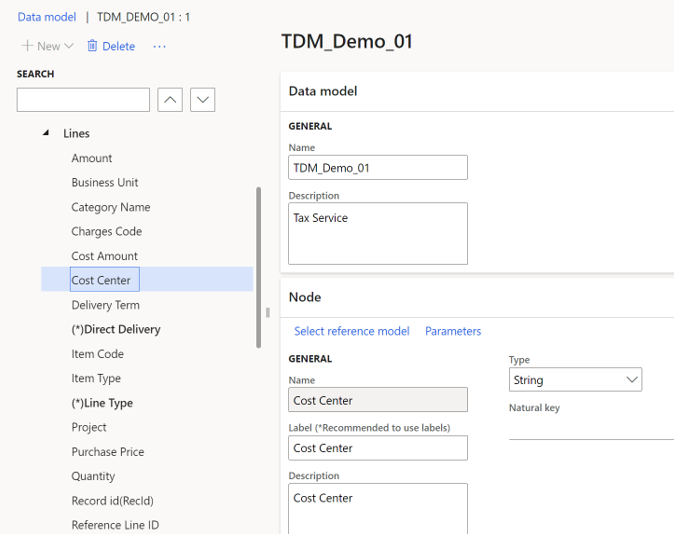 Data model | TDM_DEMO_01 : 1
New Delete ...
SEARCH
Lines
Amount
Business Unit
Category Name
Charges Code
Cost Amount
Cost Center
Delivery Term
(*)Direct Delivery
Item Code
Item Type
(*)Line Type
Project
Purchase Price
Quantity
Record id(RecId)
Reference Line ID
TDM_Demo_01
Data model
GENERAL
Name
TDM_Demo_01
Description
Tax Service
Node
Select reference model Parameters
GENERAL
Name
Cost Center
Label (*Recommended to use labels)
Cost Center
Description
Cost Center
Type
String
Natural key